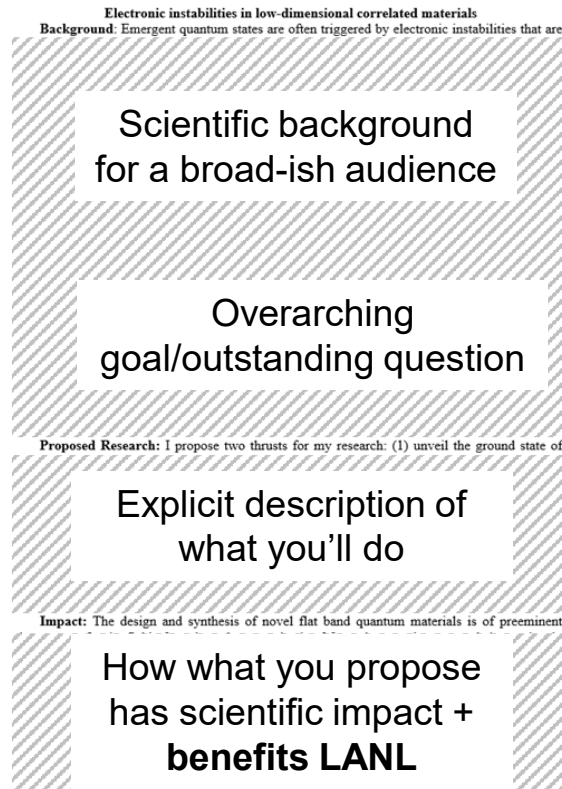 Electronic instabilities in low-dimensional correlated materials
Background: Emergent quantum states are often triggered by electronic instabilities that are
Scientific background
for a broad-ish audience
Overarching
goal/outstanding question
Proposed Research: I propose two thrusts for my research: (1) unveil the ground state of
Explicit description of
what you'll do
Impact: The design and synthesis of novel flat band quantum materials is of preeminent
How what you propose
has scientific impact +
benefits LANL